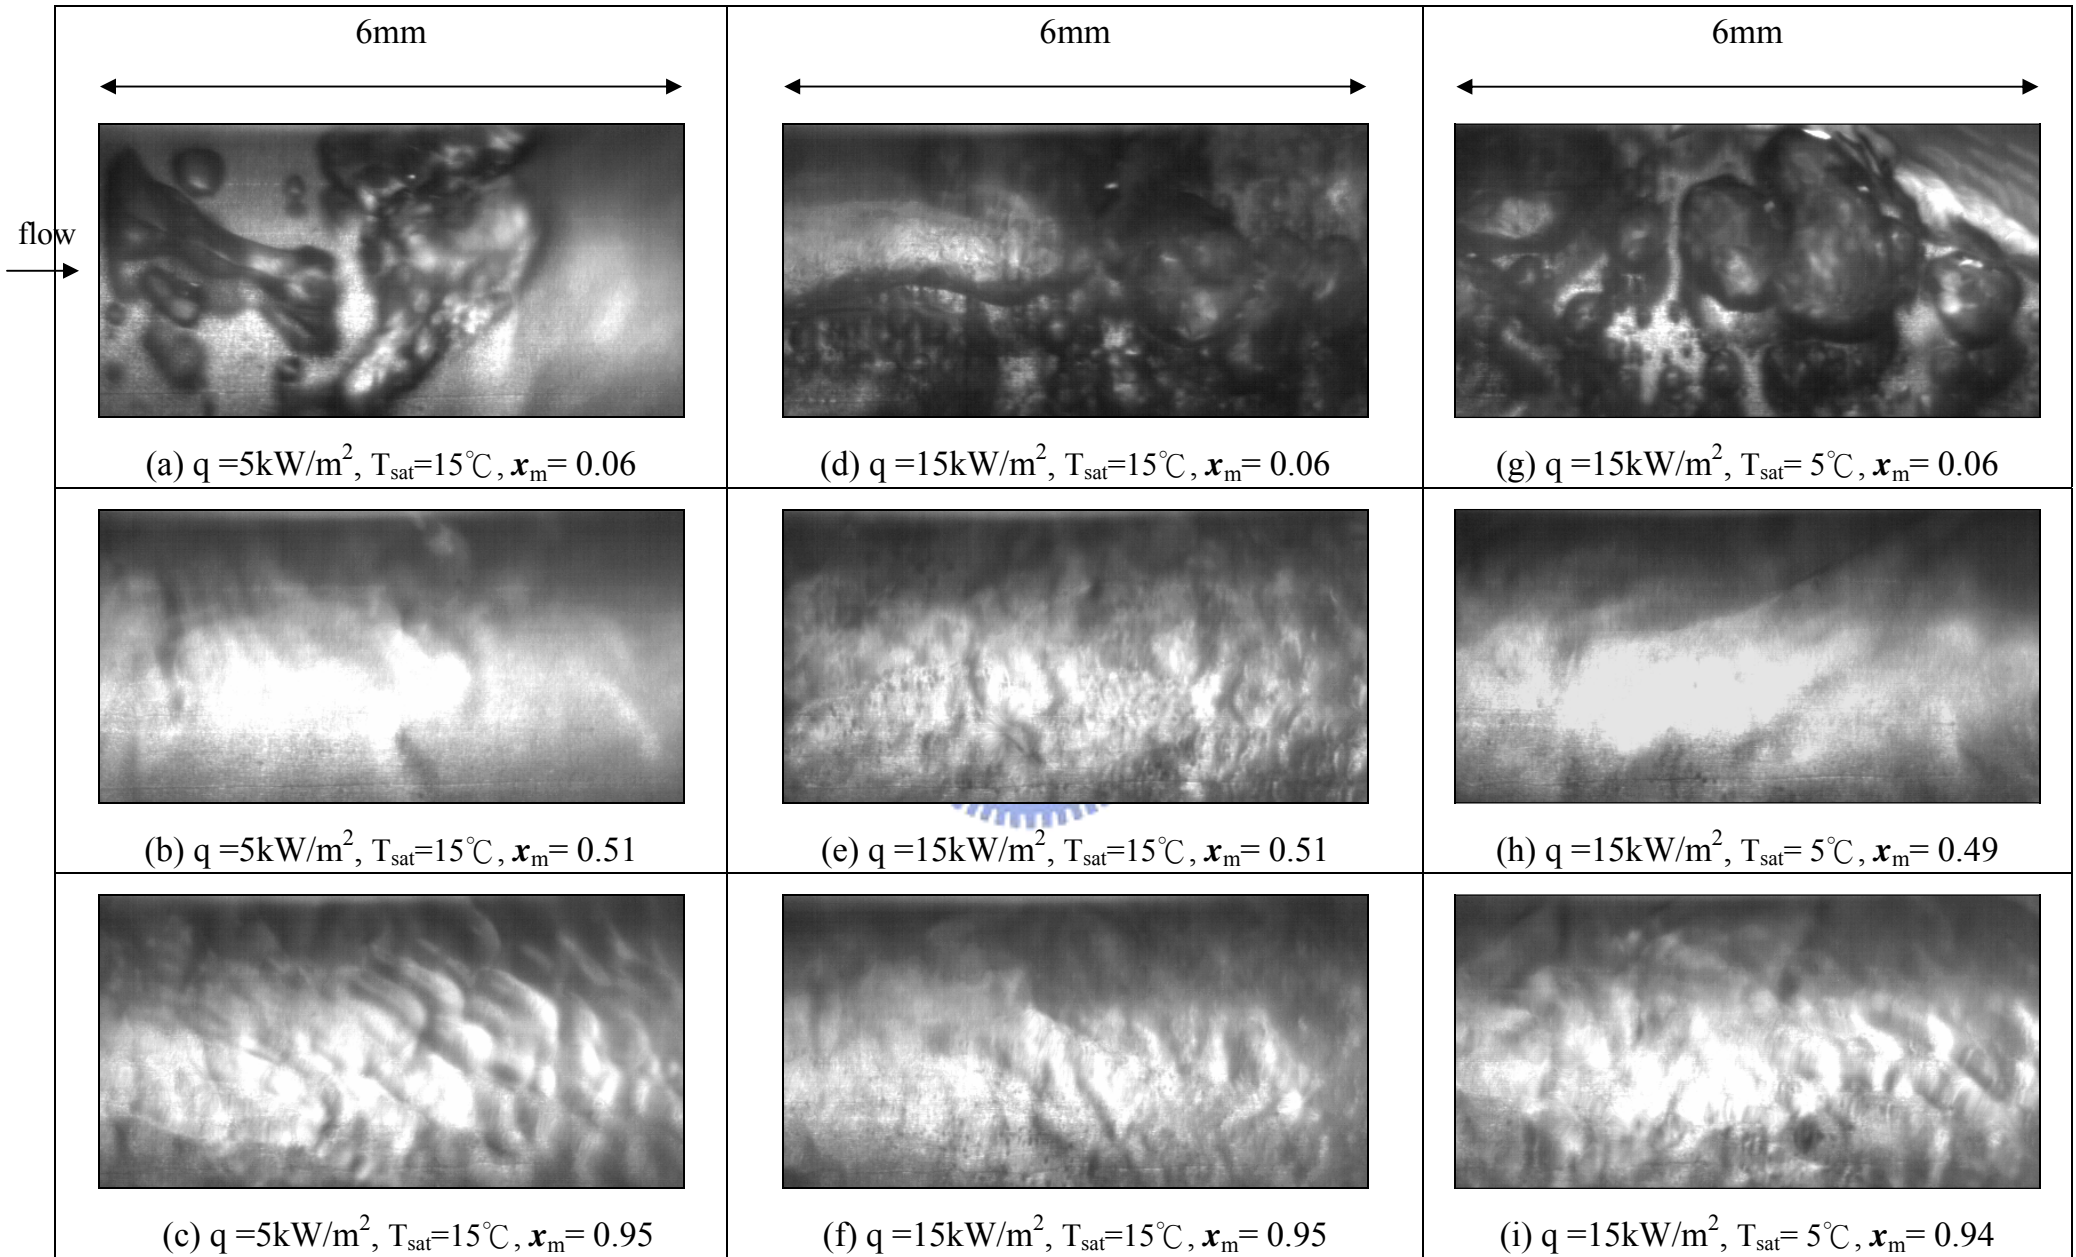 6mm
6mm
6mm
flow
(a) q =5kW/m², Tsat=15℃, xm= 0.06
(d) q =15kW/m², Tsat=15℃, xm= 0.06
(g) q =15kW/m², Tsat= 5℃, xm= 0.06
(b) q =5kW/m², Tsat=15℃, xm= 0.51
(e) q =15kW/m², Tsat=15℃, xm= 0.51
(h) q =15kW/m², Tsat= 5℃, xm= 0.49
(c) q =5kW/m², Tsat=15℃, xm= 0.95
(f) q =15kW/m², Tsat=15℃, xm= 0.95
(i) q =15kW/m², Tsat= 5℃, xm= 0.94